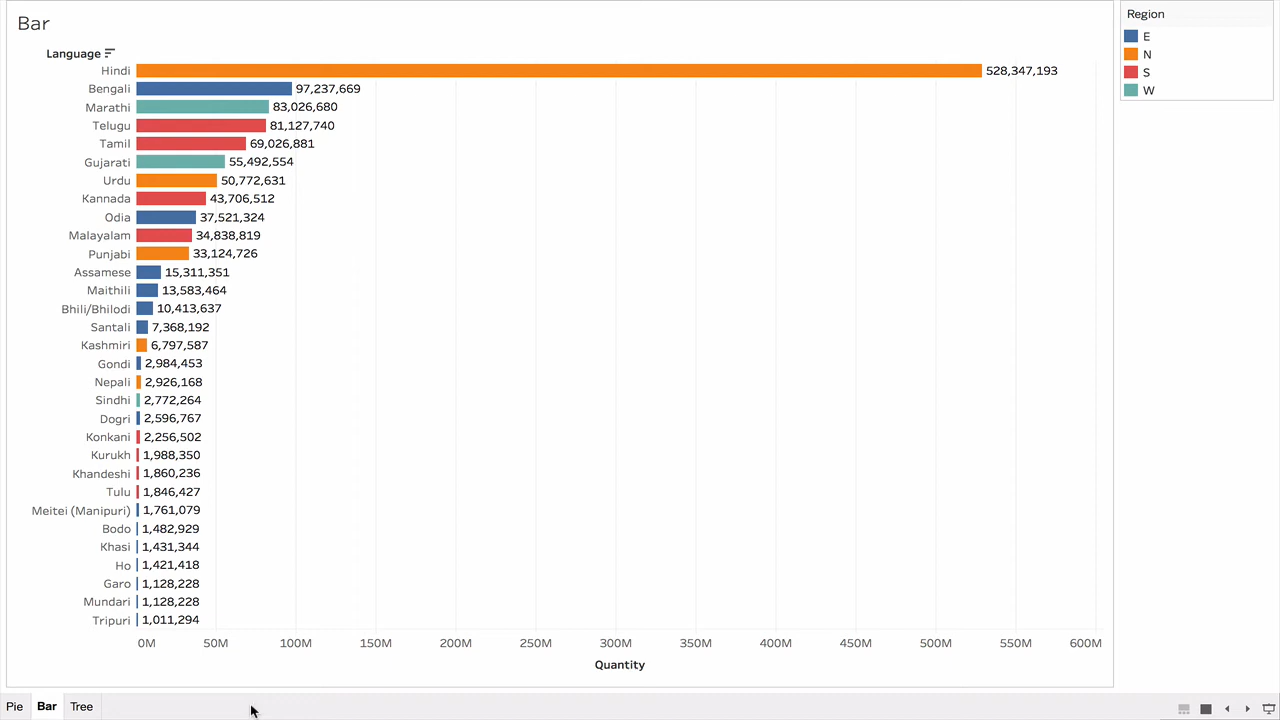 Bar
Language
Hindi 528,347,193
Bengali 97,237,669
Marathi 83,026,680
Telugu 81,127,740
Tamil 69,026,881
Gujarati 55,492,554
Urdu 50,772,631
Kannada 43,706,512
Odia 37,521,324
Malayalam 34,838,819
Punjabi 33,124,726
Assamese 15,311,351
Maithili 13,583,464
Bhili/Bhilodi 10,413,637
Santali 7,368,192
Kashmiri 6,797,587
Gondi 2,984,453
Nepali 2,926,168
Sindhi 2,772,264
Dogri 2,596,767
Konkani 2,256,502
Kurukh 1,988,350
Khandeshi 1,860,236
Tulu 1,846,427
Meitei (Manipuri) 1,761,079
Bodo 1,482,929
Khasi 1,431,344
Ho 1,421,418
Garo 1,128,228
Mundari 1,128,228
Tripuri 1,011,294
0M 50M 100M 150M 200M 250M 300M 350M 400M 450M 500M 550M 600M
Quantity
Region
E
N
S
W
Pie Bar Tree